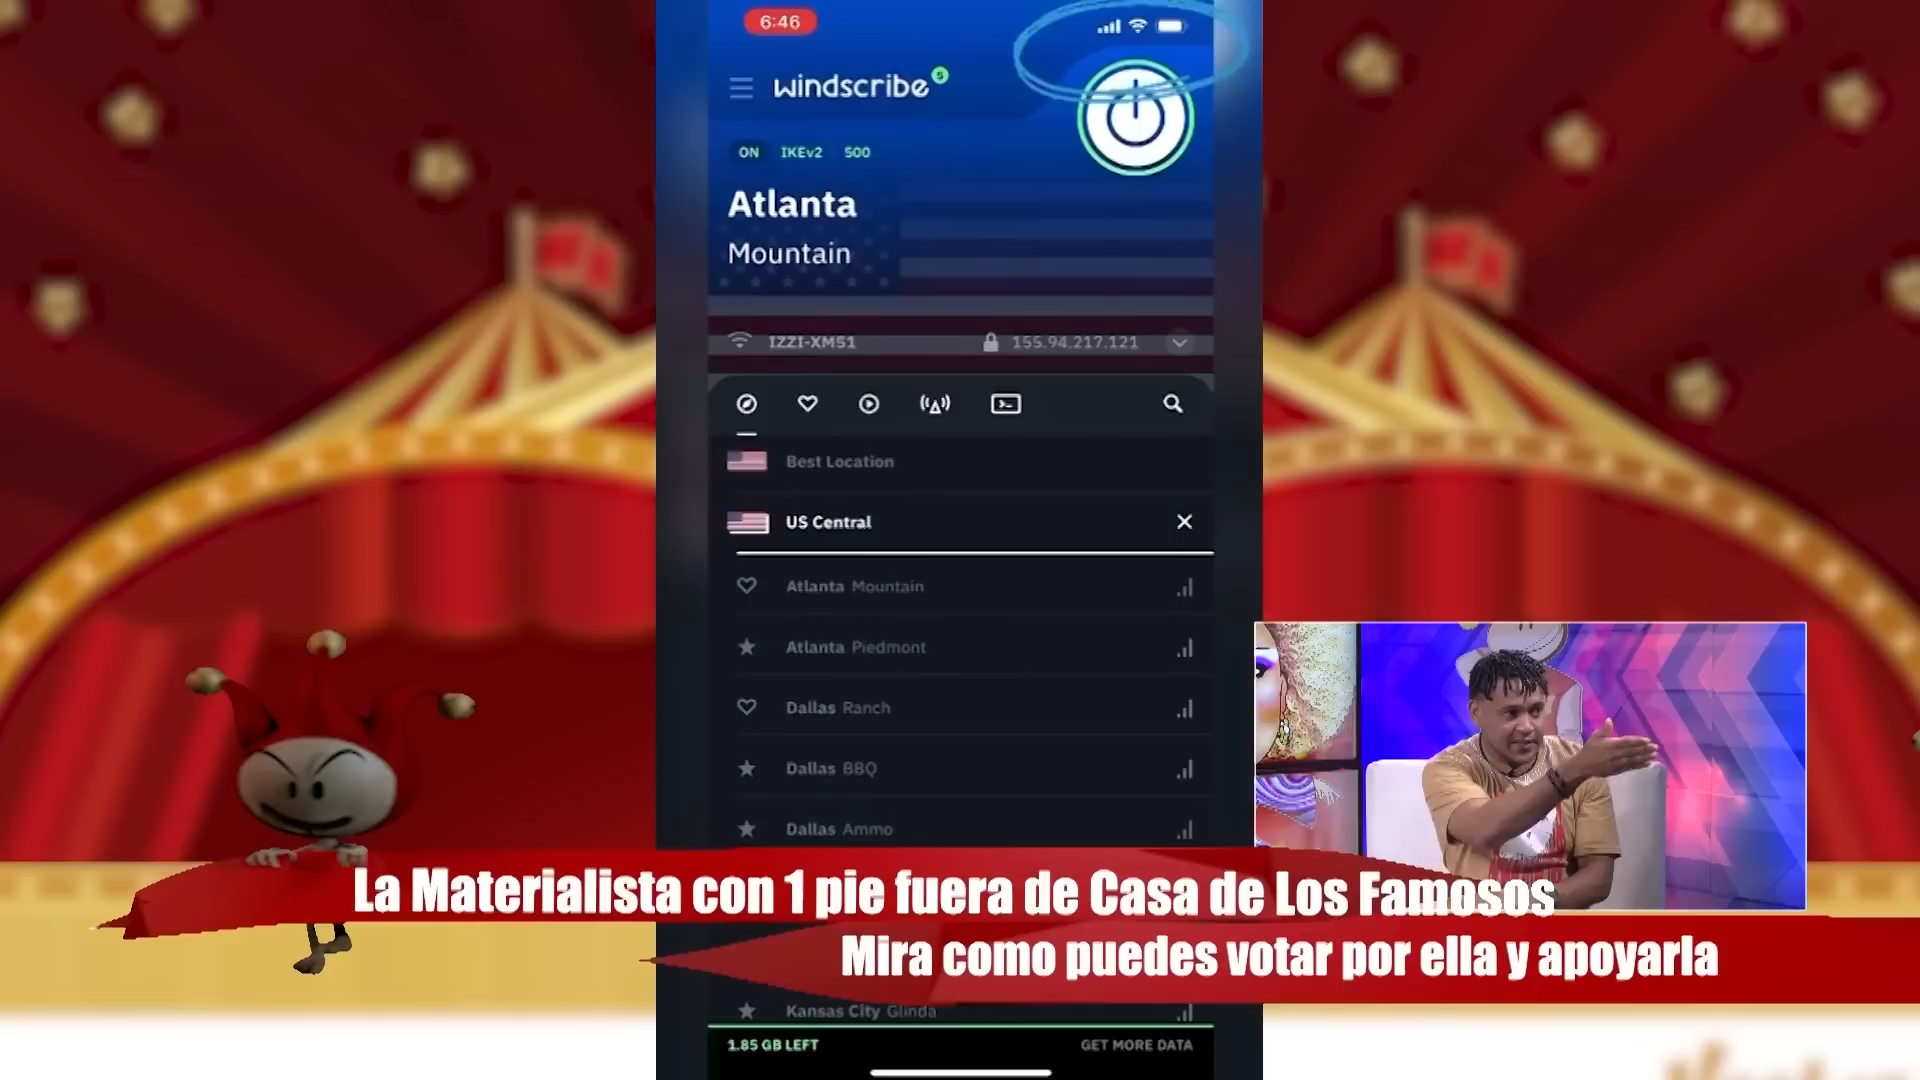 6:46
windscribe 5
ON IKEv2 500
Atlanta
Mountain
IZZI-XM51 155.94.217.121
Best Location
US Central
Atlanta Mountain
Atlanta Piedmont
Dallas Ranch
Dallas BBQ
Dallas Ammo
La Materialista con 1 pie fuera de Casa de Los Famosos
Mira como puedes votar por ella y apoyarla
Kansas City Glinda
1.85 GB LEFT GET MORE DATA